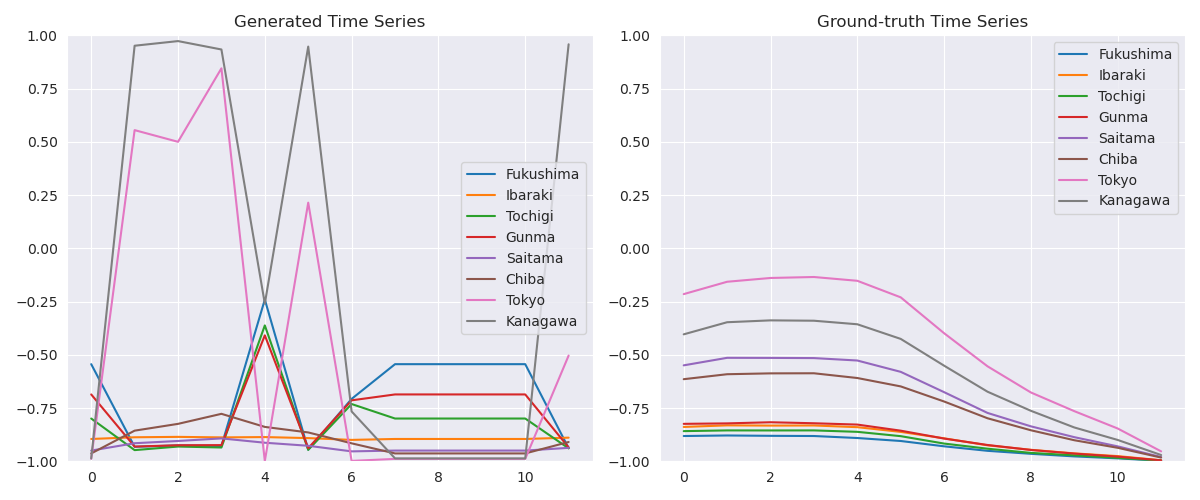 Generated Time Series
1.00
0.75
0.50
0.25
0.00
−0.25
−0.50
−0.75
−1.00
0 2 4 6 8 10
Fukushima
Ibaraki
Tochigi
Gunma
Saitama
Chiba
Tokyo
Kanagawa
Ground-truth Time Series
1.00
0.75
0.50
0.25
0.00
−0.25
−0.50
−0.75
−1.00
0 2 4 6 8 10
Fukushima
Ibaraki
Tochigi
Gunma
Saitama
Chiba
Tokyo
Kanagawa